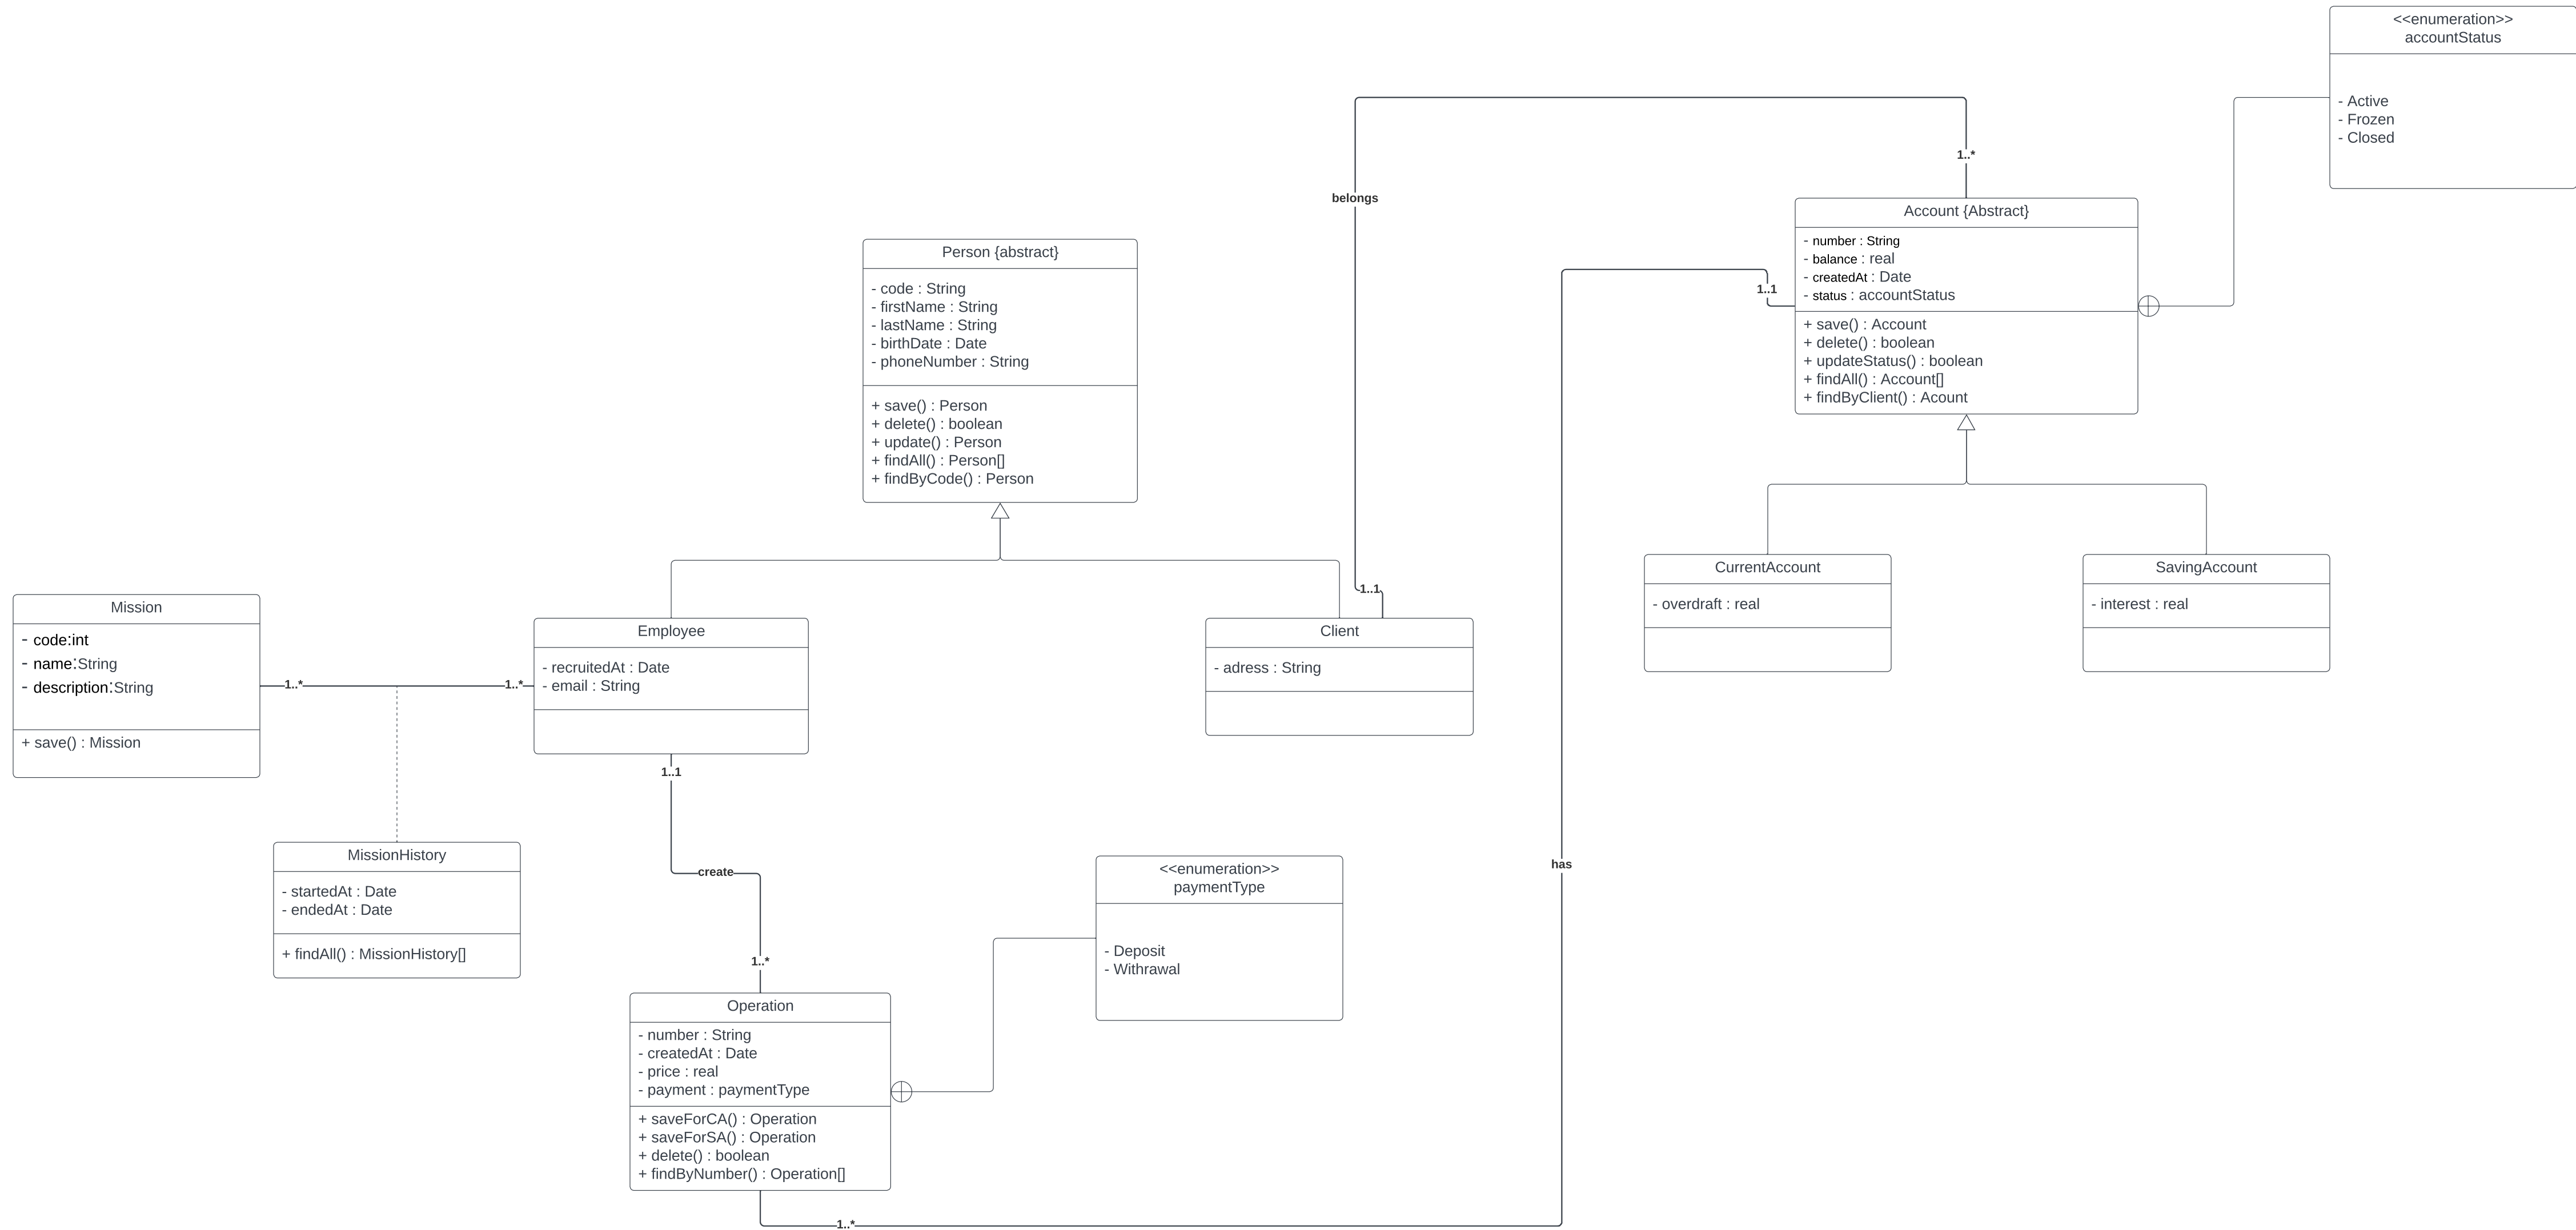 <<enumeration>>
accountStatus
- Active
- Frozen
- Closed
1..*
belongs
Account {Abstract}
- number : String
- balance : real
- createdAt : Date
- status : accountStatus
+ save() : Account
+ delete() : boolean
+ updateStatus() : boolean
+ findAll() : Account[]
+ findByClient() : Acount
1..1
Person {abstract}
- code : String
- firstName : String
- lastName : String
- birthDate : Date
- phoneNumber : String
+ save() : Person
+ delete() : boolean
+ update() : Person
+ findAll() : Person[]
+ findByCode() : Person
CurrentAccount
- overdraft : real
SavingAccount
- interest : real
1..1
Mission
- code:int
- name:String
- description:String
+ save() : Mission
1..*
1..*
Employee
- recruitedAt : Date
- email : String
Client
- adress : String
1..1
create
1..*
MissionHistory
- startedAt : Date
- endedAt : Date
+ findAll() : MissionHistory[]
<<enumeration>>
paymentType
- Deposit
- Withrawal
has
Operation
- number : String
- createdAt : Date
- price : real
- payment : paymentType
+ saveForCA() : Operation
+ saveForSA() : Operation
+ delete() : boolean
+ findByNumber() : Operation[]
1..*